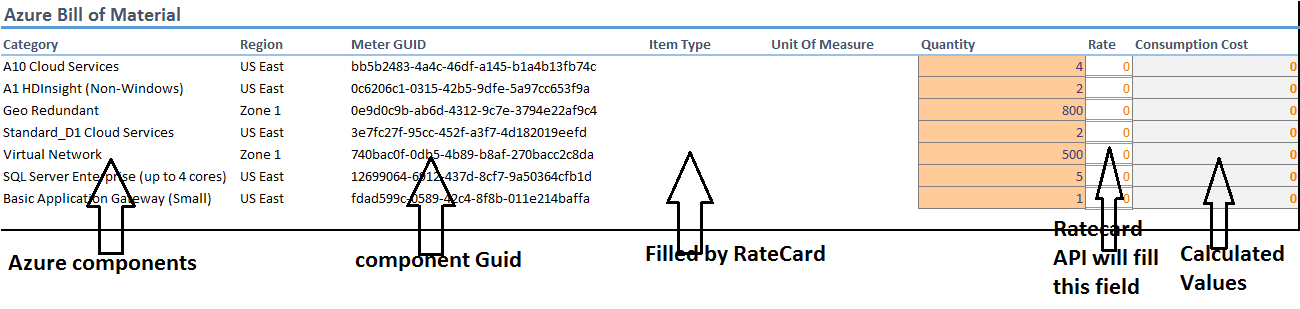 Azure Bill of Material
Category Region Meter GUID Item Type Unit Of Measure Quantity Rate Consumption Cost
A10 Cloud Services US East bb5b2483-4a4c-46df-a145-b1a4b13fb74c 4 0 0
A1 HDInsight (Non-Windows) US East 0c6206c1-0315-42b5-9dfe-5a97cc653f9a 2 0 0
Geo Redundant Zone 1 0e9d0c9b-ab6d-4312-9c7e-3794e22af9c4 800 0 0
Standard_D1 Cloud Services US East 3e7fc27f-95cc-452f-a3f7-4d182019eefd 2 0 0
Virtual Network Zone 1 740bac0f-0db5-4b89-b8af-270bacc2c8da 500 0 0
SQL Server Enterprise (up to 4 cores) US East 12699064-6912-437d-8cf7-9a50364cfb1d 5 0 0
Basic Application Gateway (Small) US East fdad599c-0589-42c4-8f8b-011e214baffa 1 0 0
Azure components component Guid Filled by RateCard Ratecard
API will fill Calculated
this field Values